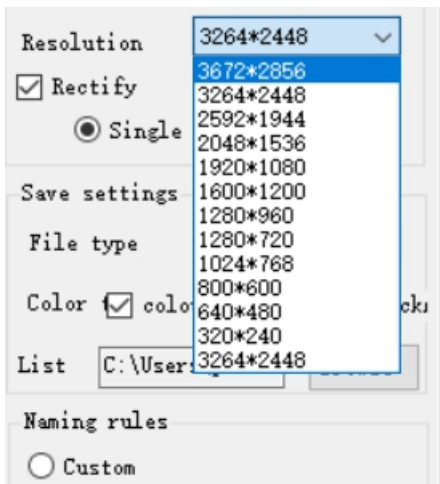 Resolution 3264*2448
Rectify 3672*2856
3264*2448
Single 2592*1944
2048*1536
1920*1080
Save settings 1600*1200
1280*960
File type 1280*720
1024*768
800*600
Color
640*480
320*240
List C:\User 3264*2448
Naming rules
Custom